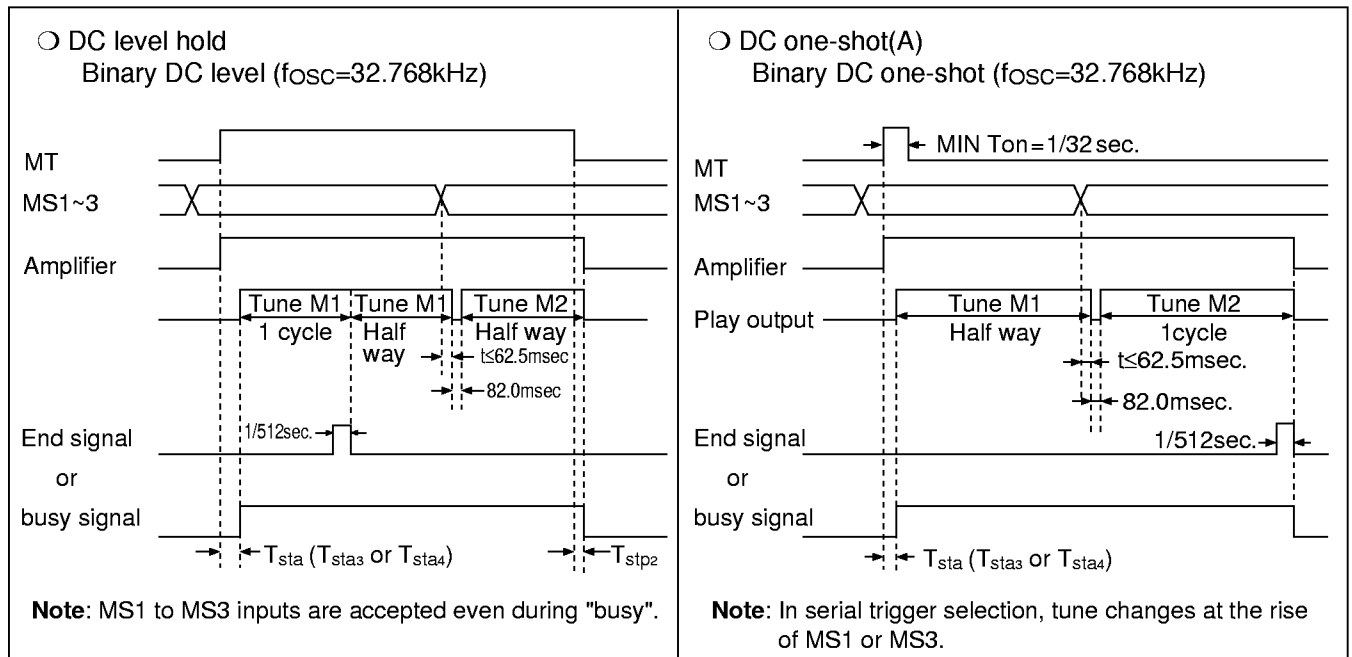 ❍ DC level hold
Binary DC level (fOSC=32.768kHz)
MT
MS1~3
Amplifier
Tune M1
Tune M1
Tune M2
1 cycle
Half
way
Half way
t≤62.5msec
82.0msec
1/512sec.
End signal
or
busy signal
Tsta (Tsta3 or Tsta4)
Tstp2
Note: MS1 to MS3 inputs are accepted even during "busy".
❍ DC one-shot(A)
Binary DC one-shot (fOSC=32.768kHz)
MIN Ton=1/32 sec.
MT
MS1~3
Amplifier
Tune M1
Tune M2
Play output
Half way
1cycle
t≤62.5msec.
82.0msec.
End signal
1/512sec.
or
busy signal
Tsta (Tsta3 or Tsta4)
Note: In serial trigger selection, tune changes at the rise
of MS1 or MS3.